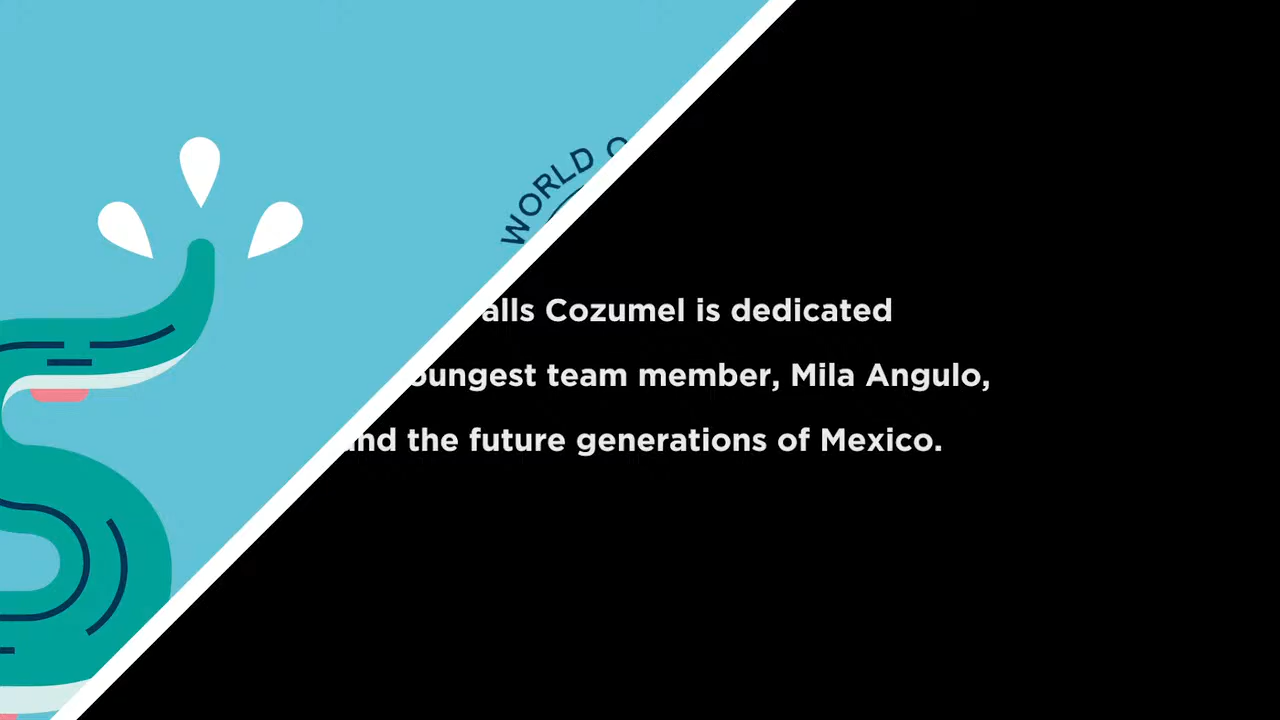 WORLD O
alls Cozumel is dedicated
oungest team member, Mila Angulo,
nd the future generations of Mexico.